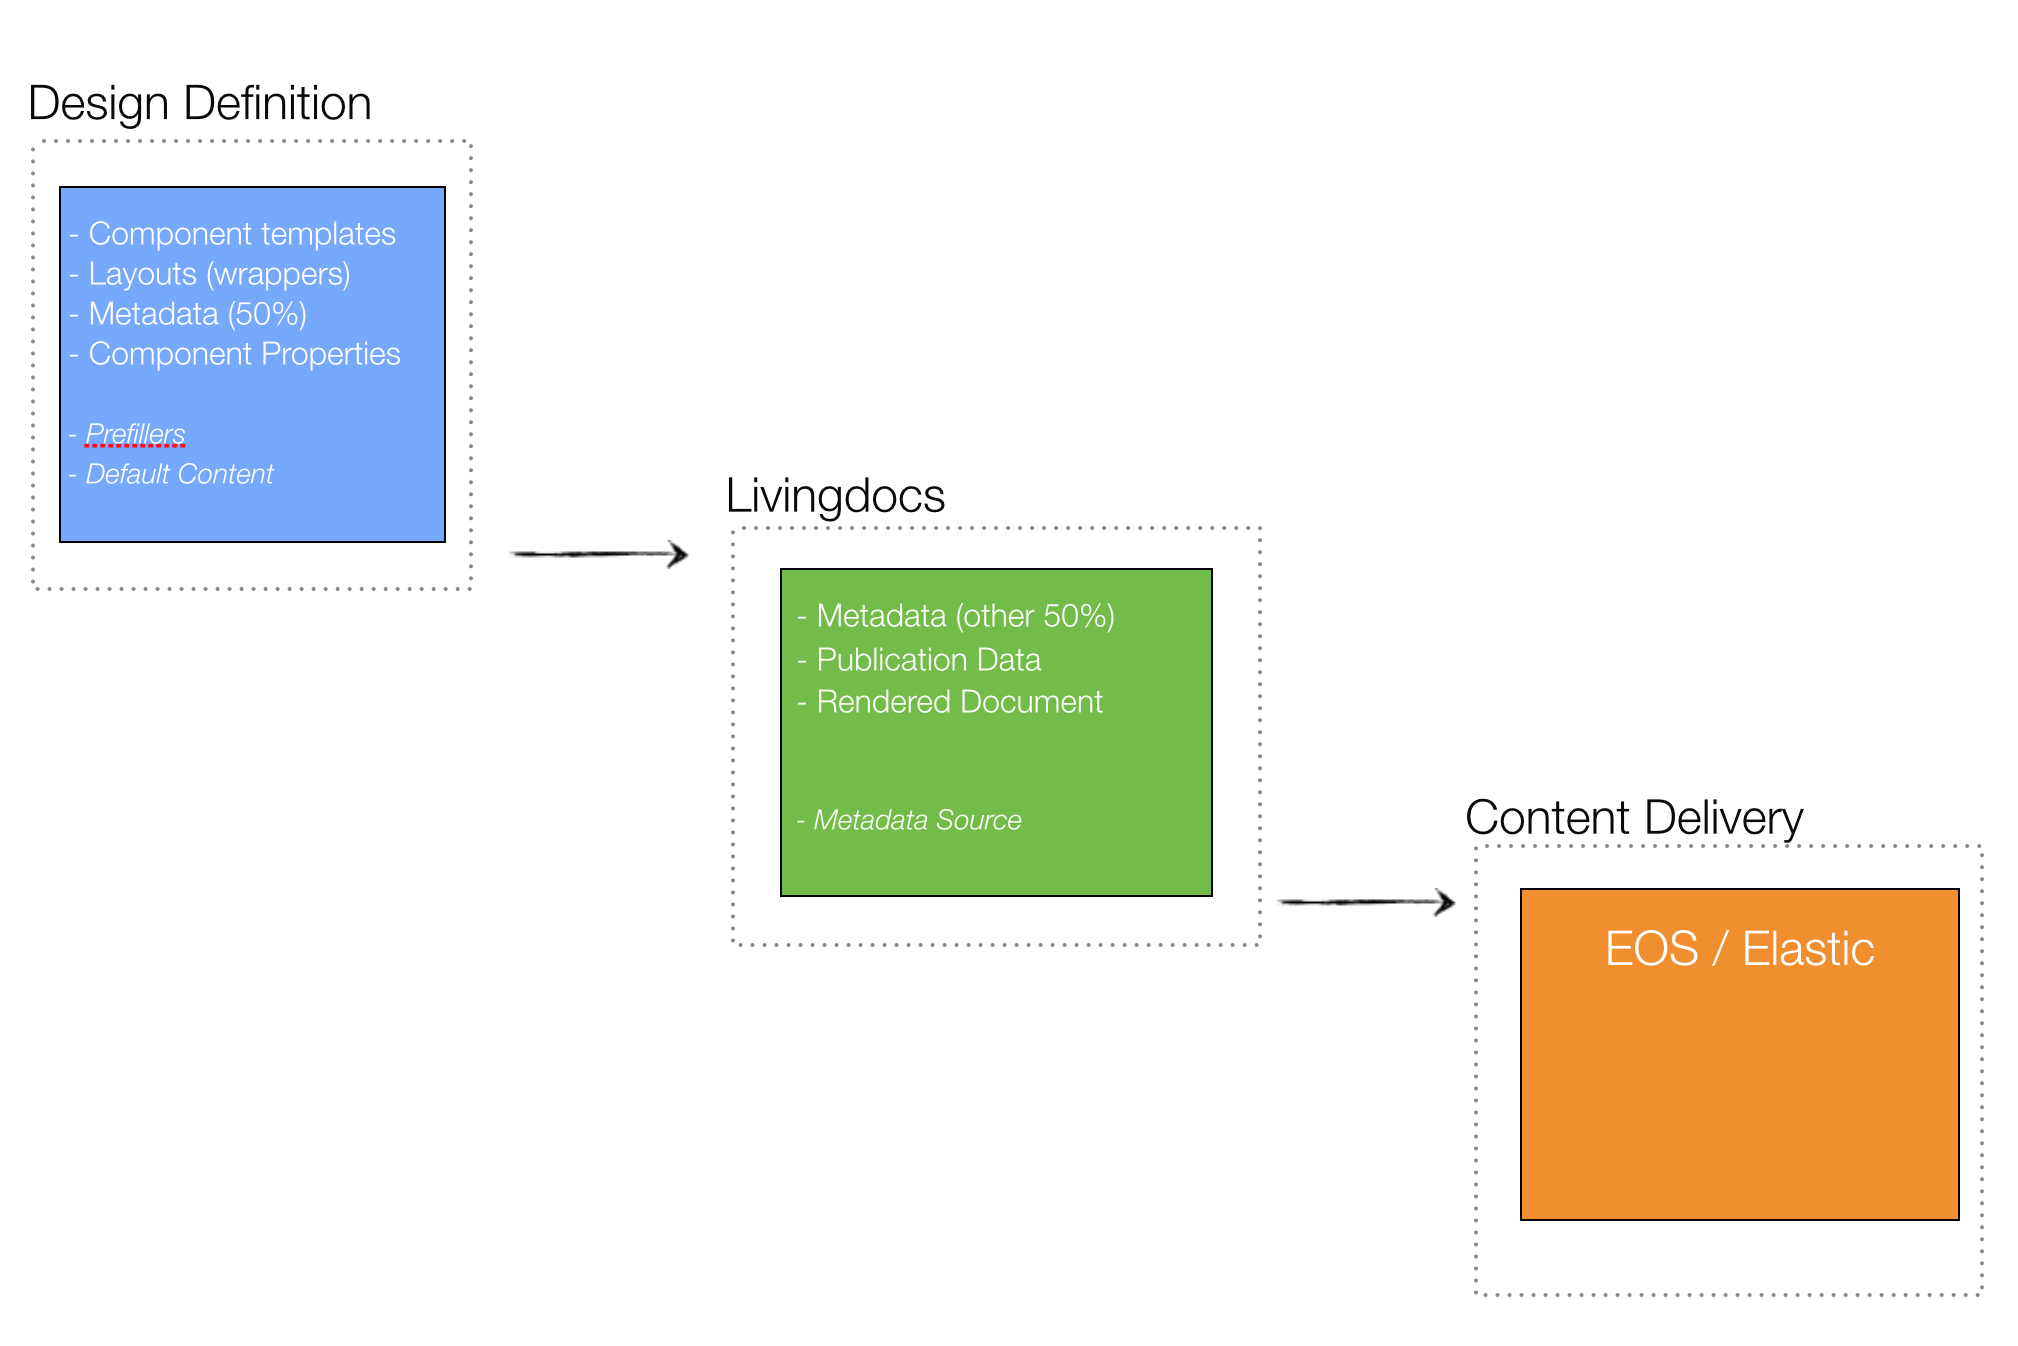 Design Definition
- Component templates
- Layouts (wrappers)
- Metadata (50%)
- Component Properties
- Prefillers
- Default Content
Livingdocs
- Metadata (other 50%)
- Publication Data
- Rendered Document
- Metadata Source
Content Delivery
EOS / Elastic